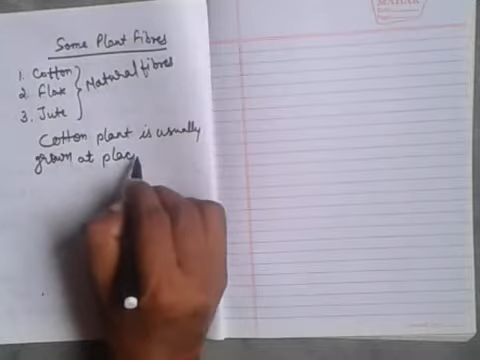 Some Plant Fibres
1. Cotton
2. Flax
3. Jute
} Natural fibres
Cotton plant is usually
grown at plac